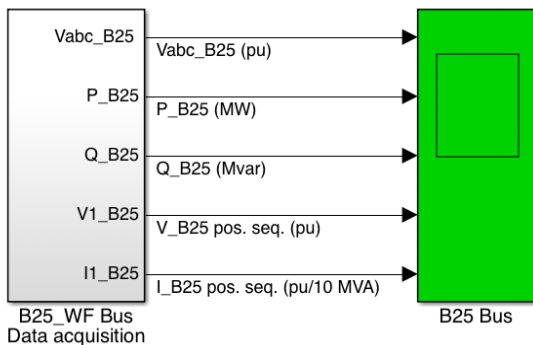 Vabc_B25
Vabc_B25 (pu)
P_B25
P_B25 (MW)
Q_B25
Q_B25 (Mvar)
V1_B25
V_B25 pos. seq. (pu)
I1_B25
I_B25 pos. seq. (pu/10 MVA)
B25_WF Bus
Data acquisition
B25 Bus